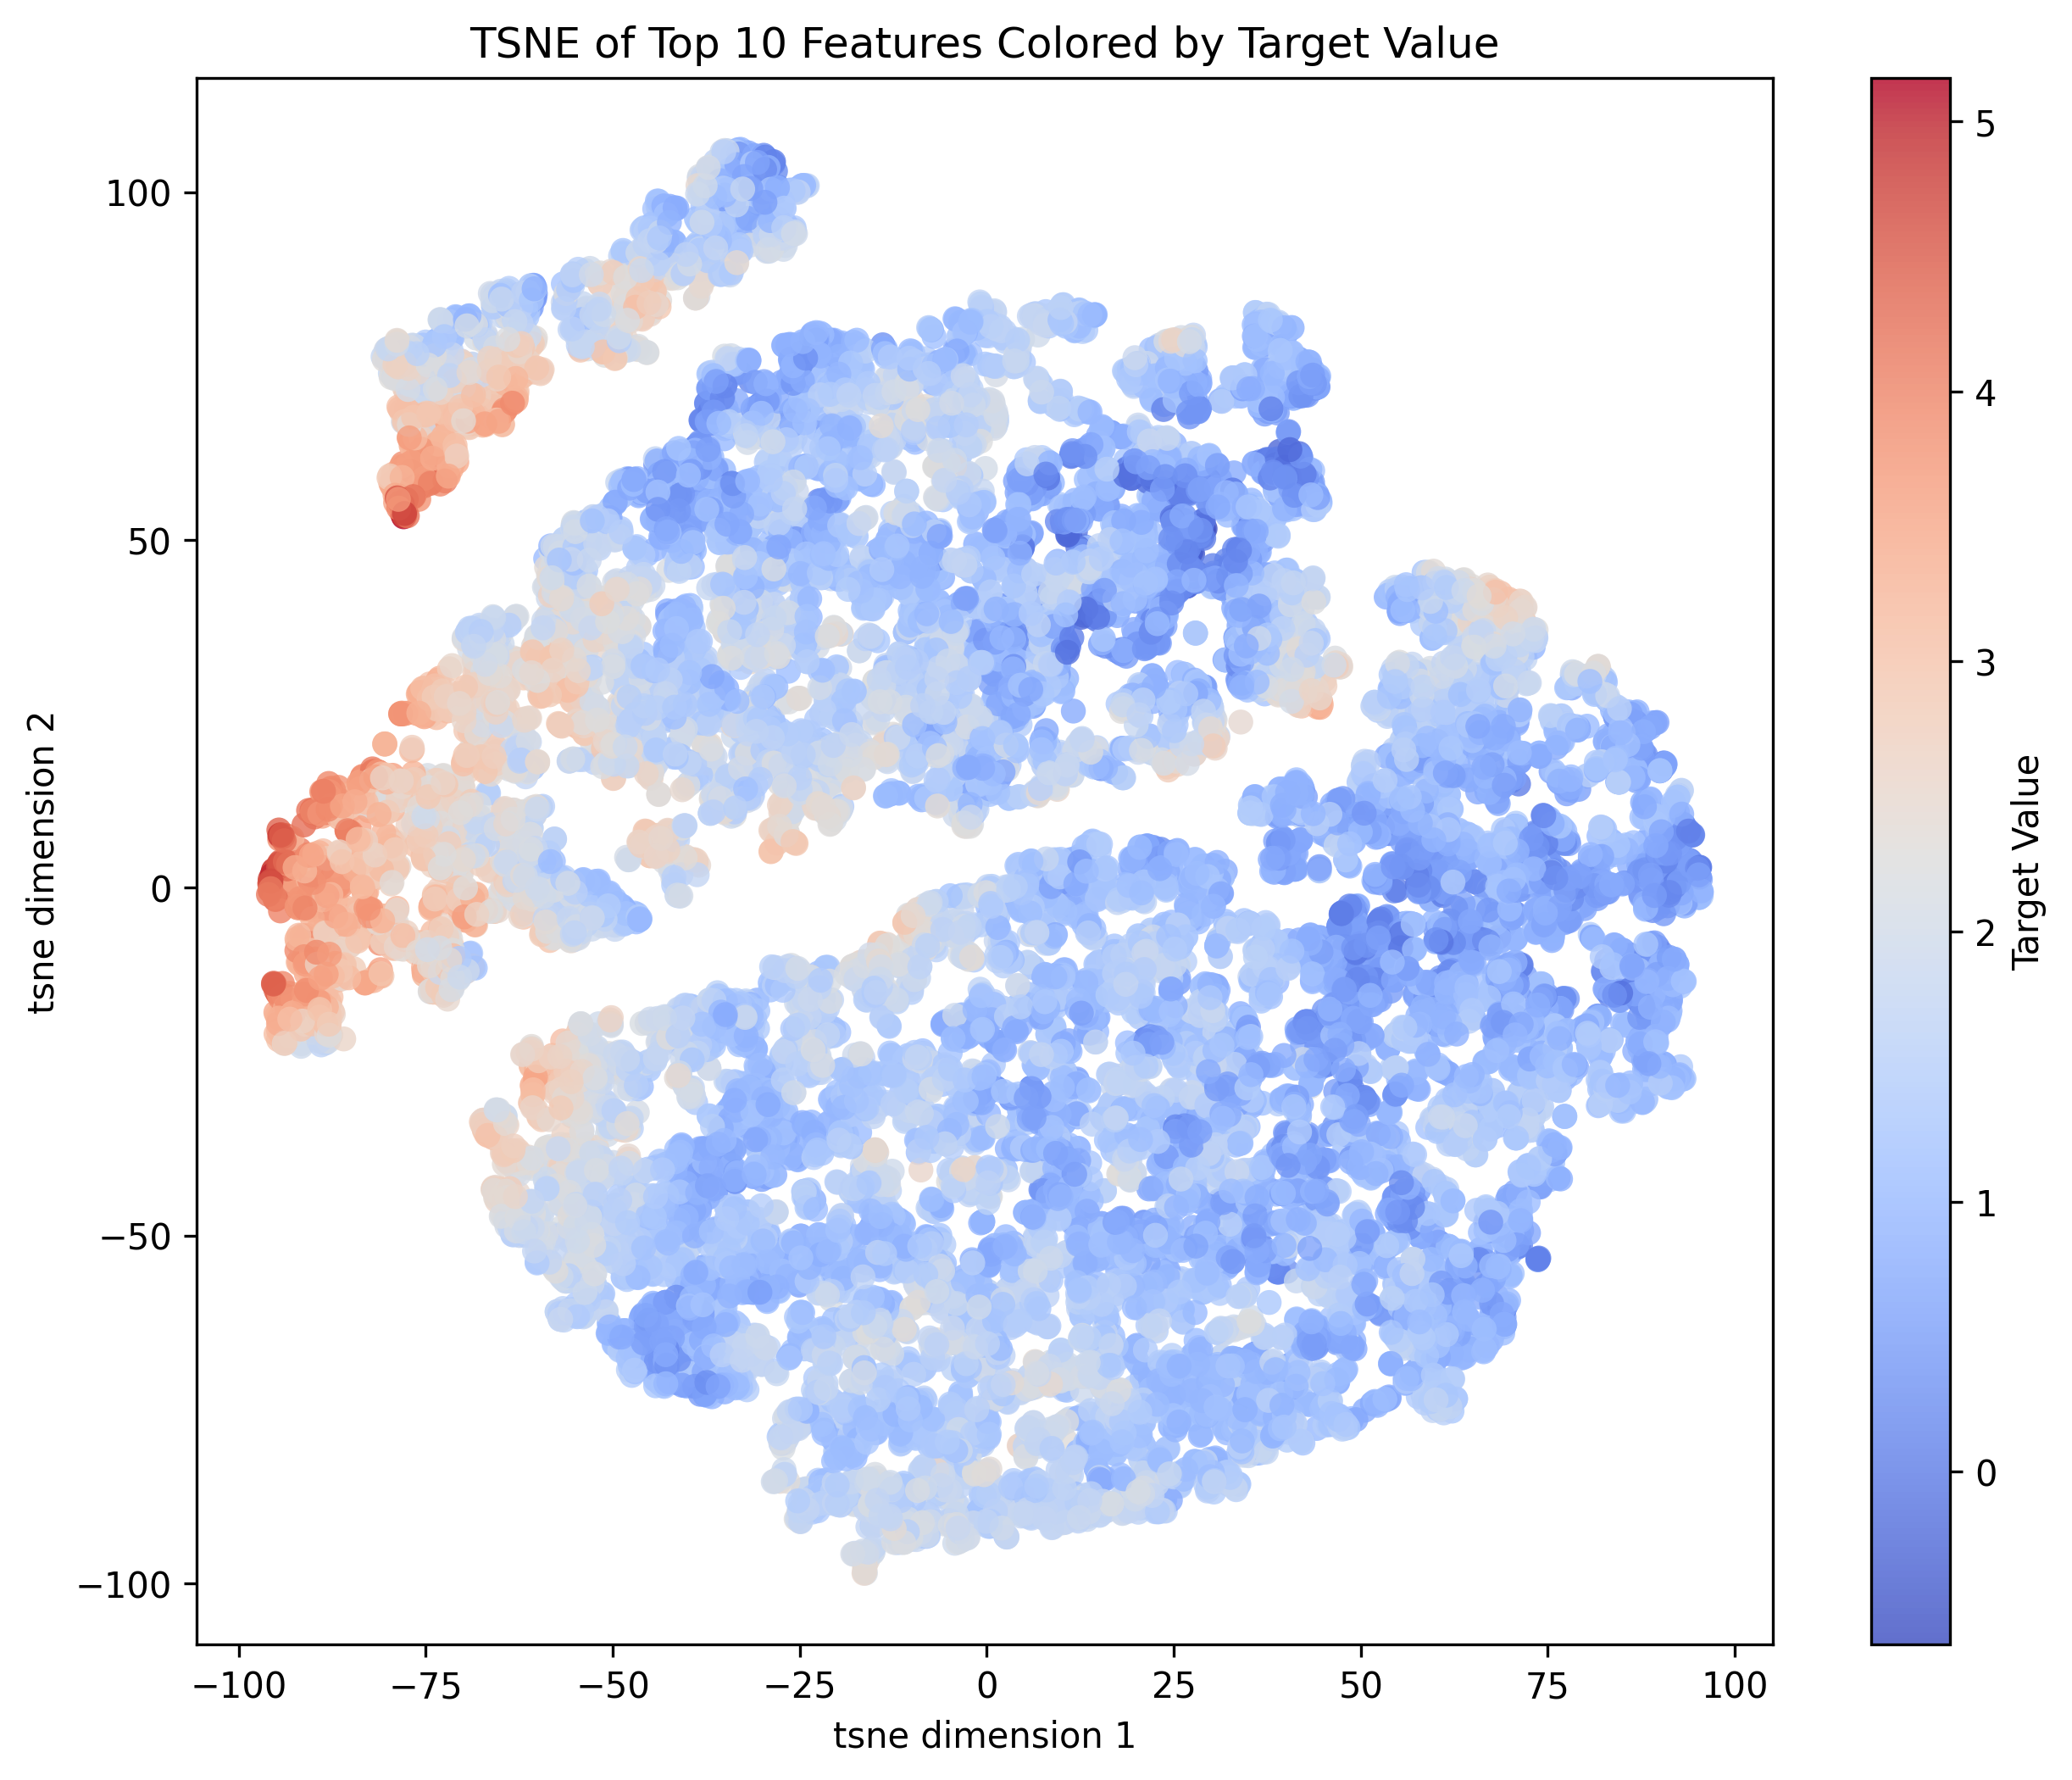 TSNE of Top 10 Features Colored by Target Value
100
50
0
−50
−100
tsne dimension 2
−100 −75 −50 −25 0 25 50 75 100
tsne dimension 1
5
4
3
2
1
0
Target Value